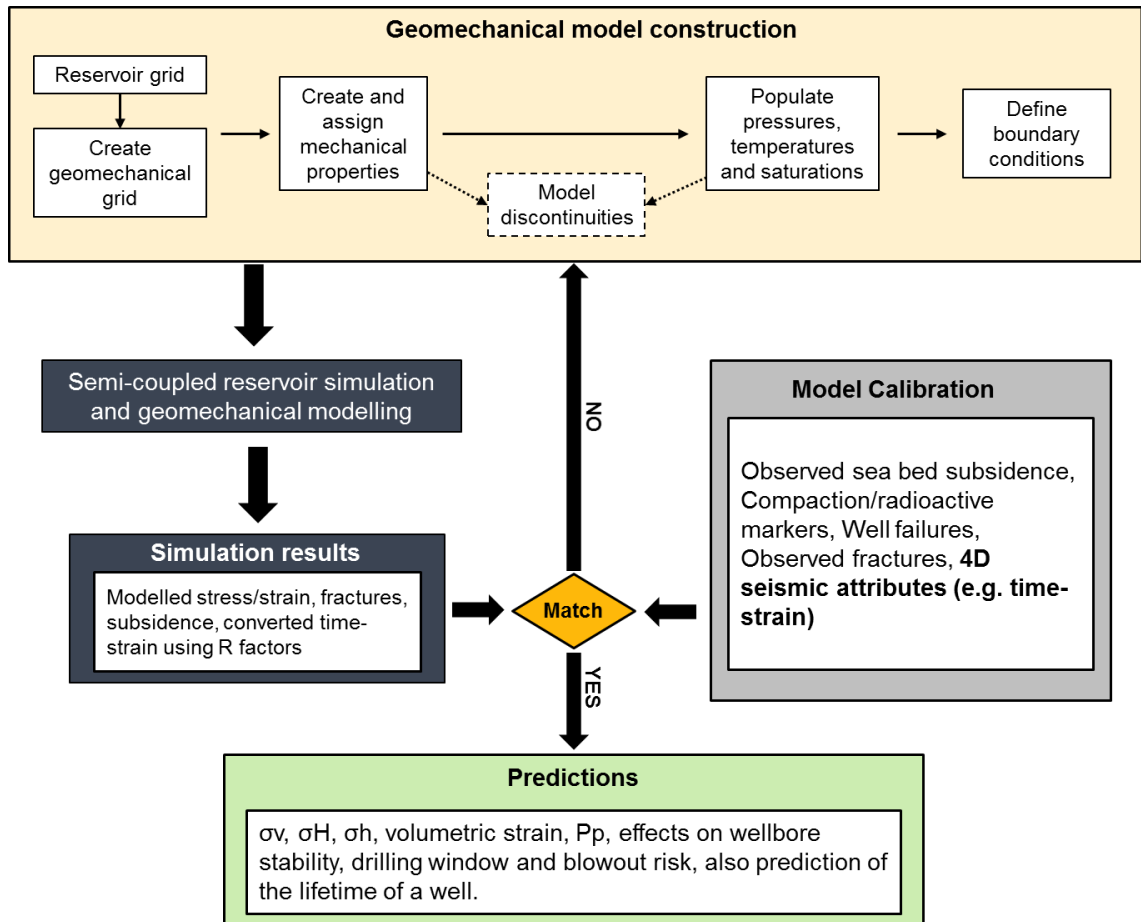 Geomechanical model construction
Reservoir grid
Create
geomechanical
grid
Create and
assign
mechanical
properties
Model
discontinuities
Populate
pressures,
temperatures
and saturations
Define
boundary
conditions
Semi-coupled reservoir simulation
and geomechanical modelling
Simulation results
Modelled stress/strain, fractures,
subsidence, converted time-
strain using R factors
NO
Match
YES
Model Calibration
Observed sea bed subsidence,
Compaction/radioactive
markers, Well failures,
Observed fractures, 4D
seismic attributes (e.g. time-
strain)
Predictions
σv, σH, σh, volumetric strain, Pp, effects on wellbore
stability, drilling window and blowout risk, also prediction of
the lifetime of a well.